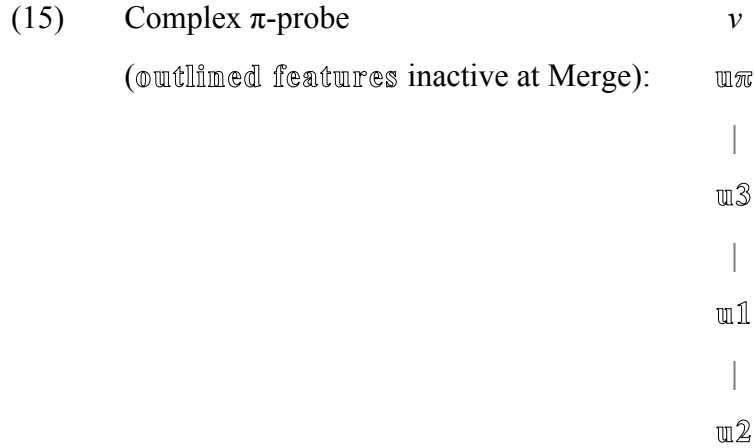 (15) Complex π-probe v
(𝕠𝕦𝕥𝕝𝕚𝕟𝕖𝕕 𝕗𝕖𝕒𝕥𝕦𝕣𝕖𝕤 inactive at Merge): 𝕦π
|
𝕦𝟛
|
𝕦𝟙
|
𝕦𝟚